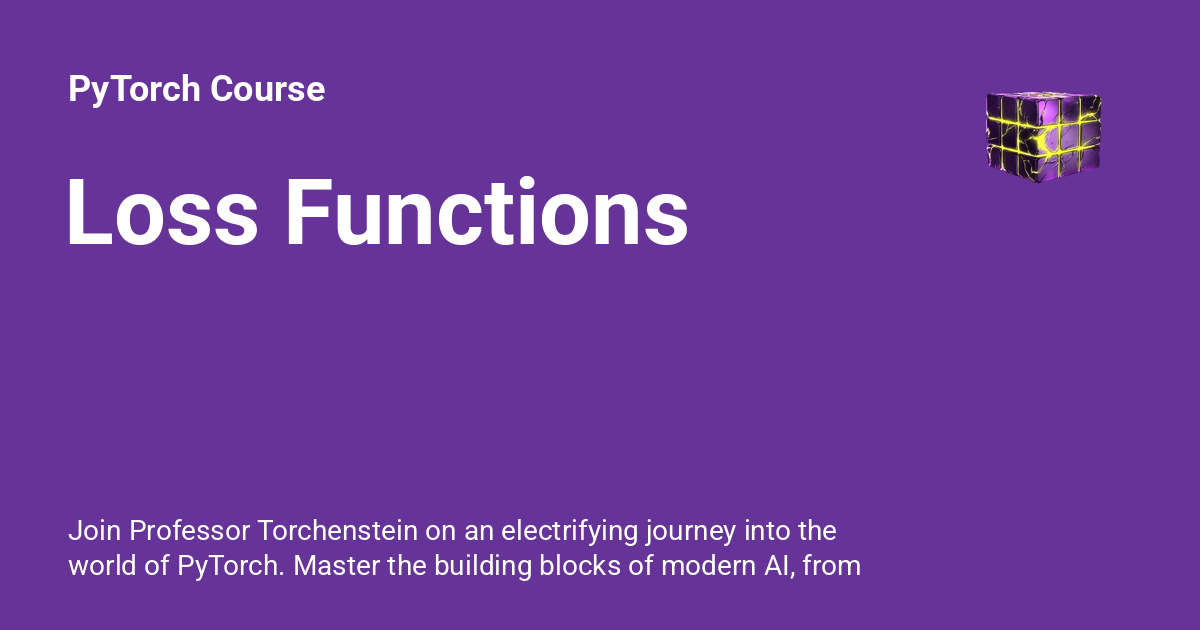 PyTorch Course
Loss Functions
Join Professor Torchenstein on an electrifying journey into the
world of PyTorch. Master the building blocks of modern AI, from